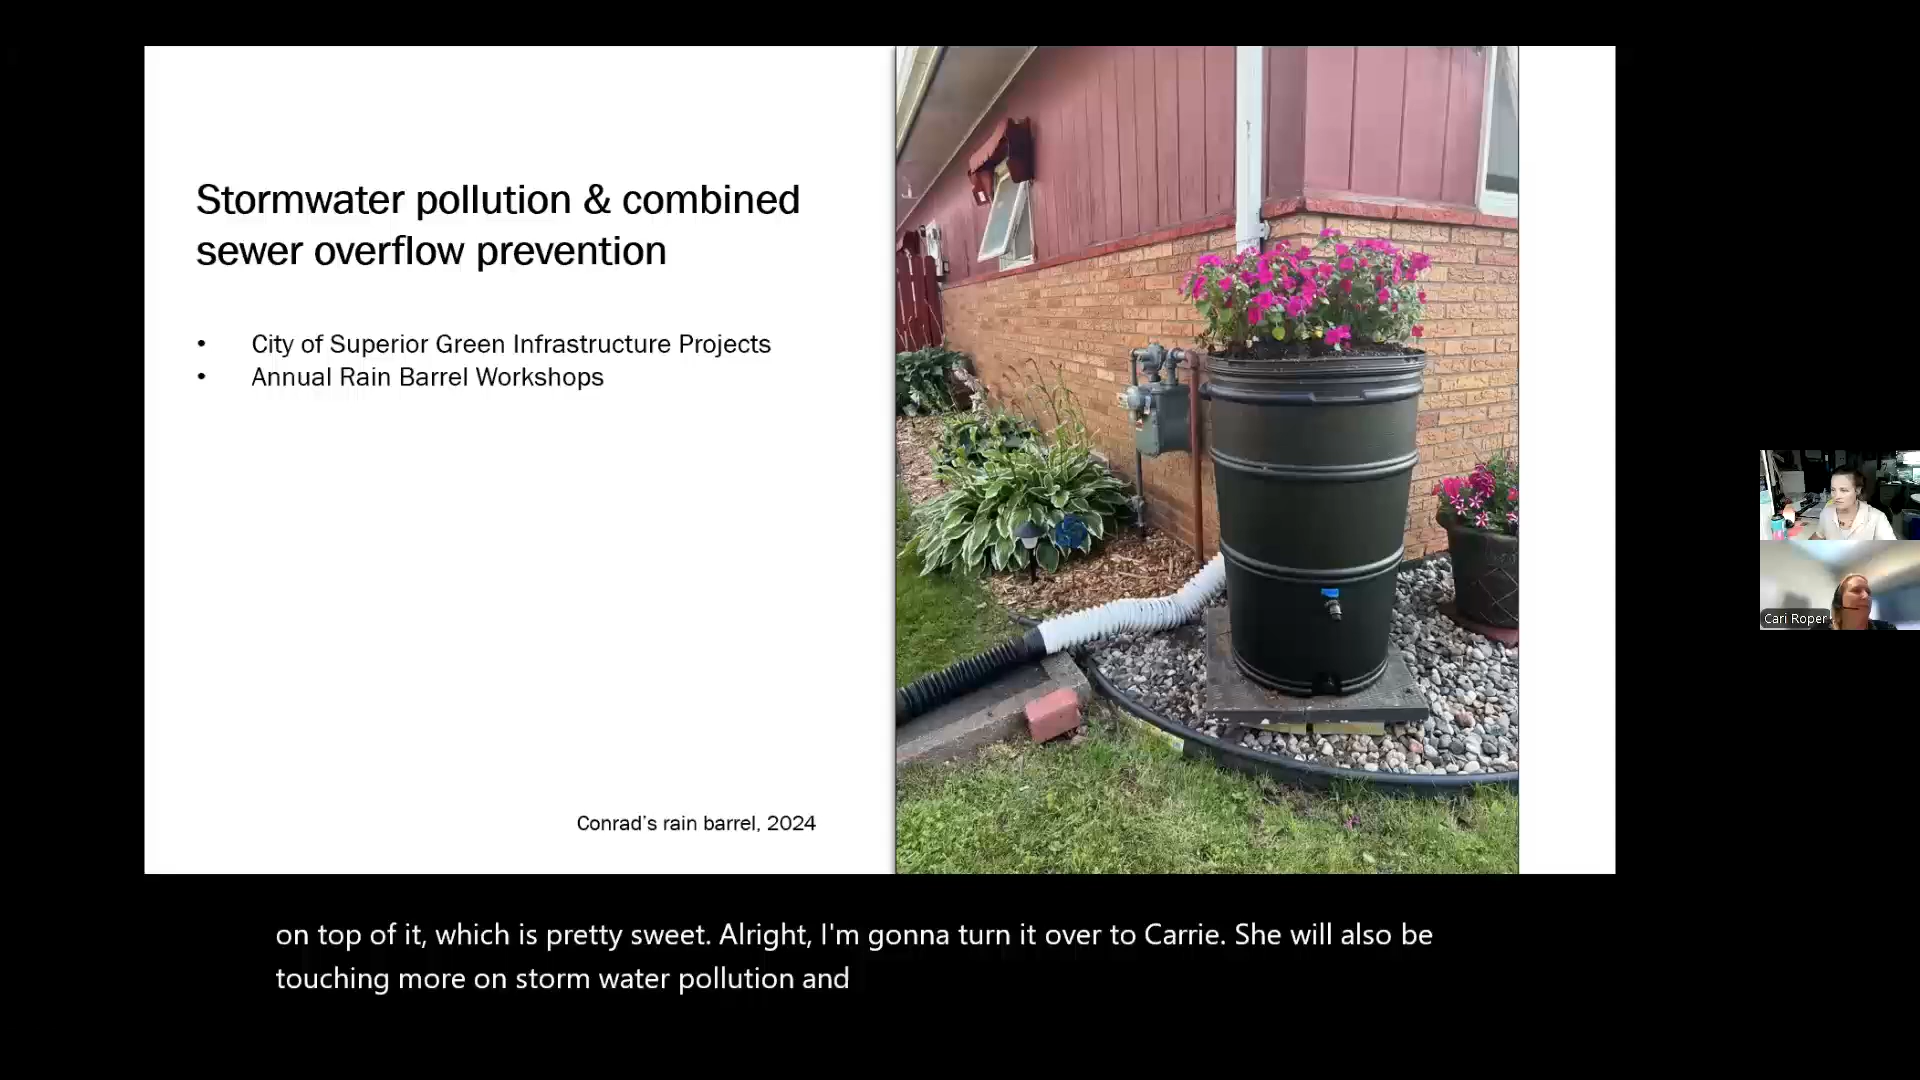 Stormwater pollution & combined
sewer overflow prevention
• City of Superior Green Infrastructure Projects
• Annual Rain Barrel Workshops
Conrad's rain barrel, 2024
Cari Roper
on top of it, which is pretty sweet. Alright, I'm gonna turn it over to Carrie. She will also be
touching more on storm water pollution and